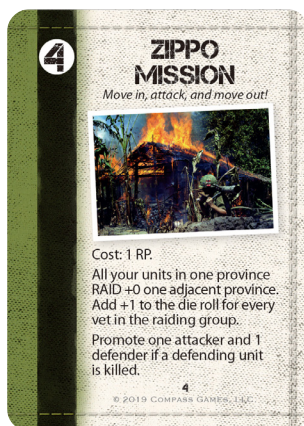 4
ZIPPO
MISSION
Move in, attack, and move out!
Cost: 1 RP.
All your units in one province
RAID +0 one adjacent province.
Add +1 to the die roll for every
vet in the raiding group.
Promote one attacker and 1
defender if a defending unit
is killed.
4
© 2019 COMPASS GAMES, LLC.